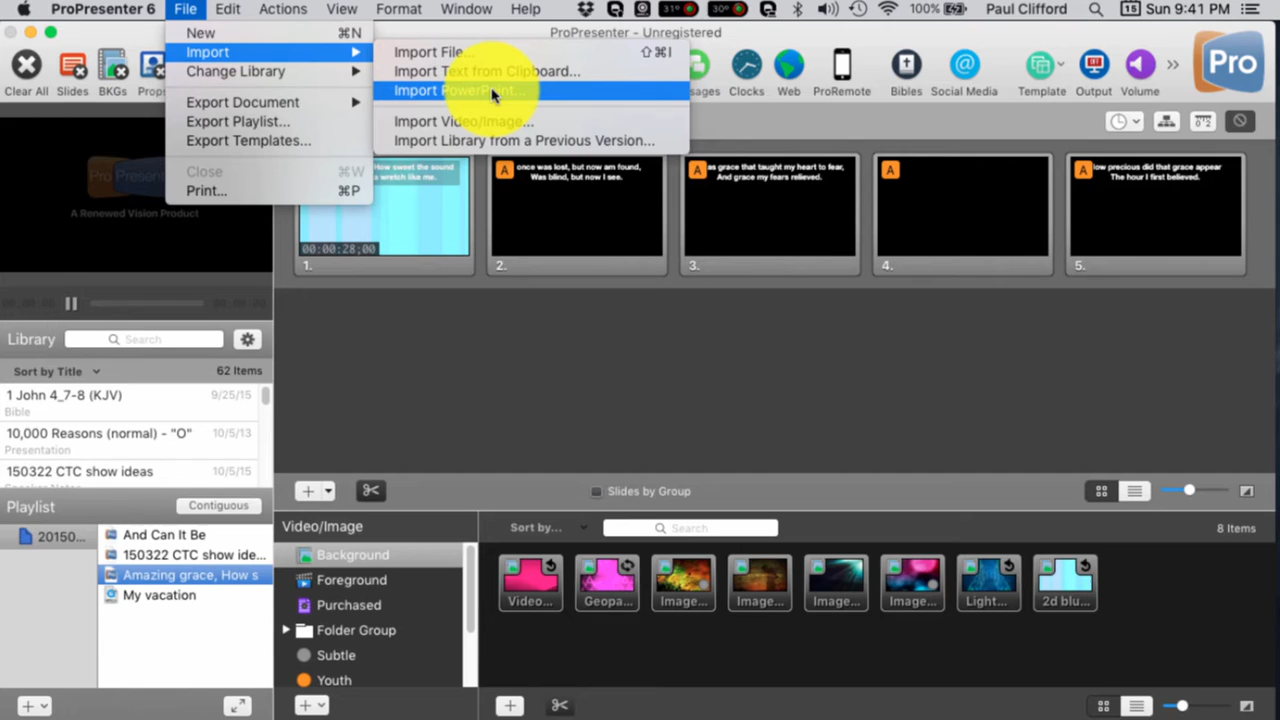 ProPresenter 6 File Edit Actions View Format Window Help 31° 30° 100% Paul Clifford 15 Sun 9:41 PM
ProPresenter - Unregistered
New ⌘N
Import
Change Library
Export Document
Export Playlist...
Export Templates...
Close ⌘W
Print... ⌘P
Import File... ⇧⌘I
Import Text from Clipboard...
Import PowerPoint...
Import Video/Image...
Import Library from a Previous Version...
Clear All Slides BKGs Props Clocks Web ProRemote Bibles Social Media Template Output Volume
Pro
Pro Presen
A Renewed Vision Product
How sweet the sound
wretch like me.
00:00:28;00
1.
A once was lost, but now am found,
Was blind, but now I see.
2.
A as grace that taught my heart to fear,
And grace my fears relieved.
3.
A
4.
A low precious did that grace appear
The hour I first believed.
5.
Library Search
Sort by Title 62 Items
1 John 4_7-8 (KJV) 9/25/15
Bible
10,000 Reasons (normal) - "O" 10/5/13
Presentation
150322 CTC show ideas 10/5/15
Playlist Contiguous
20150...
And Can It Be
150322 CTC show ide...
Amazing grace, How s
My vacation
Slides by Group
Video/Image
Background
Foreground
Purchased
Folder Group
Subtle
Youth
Sort by... Search 8 Items
Video... Geopa... Image... Image... Image... Image... Light... 2d blu...